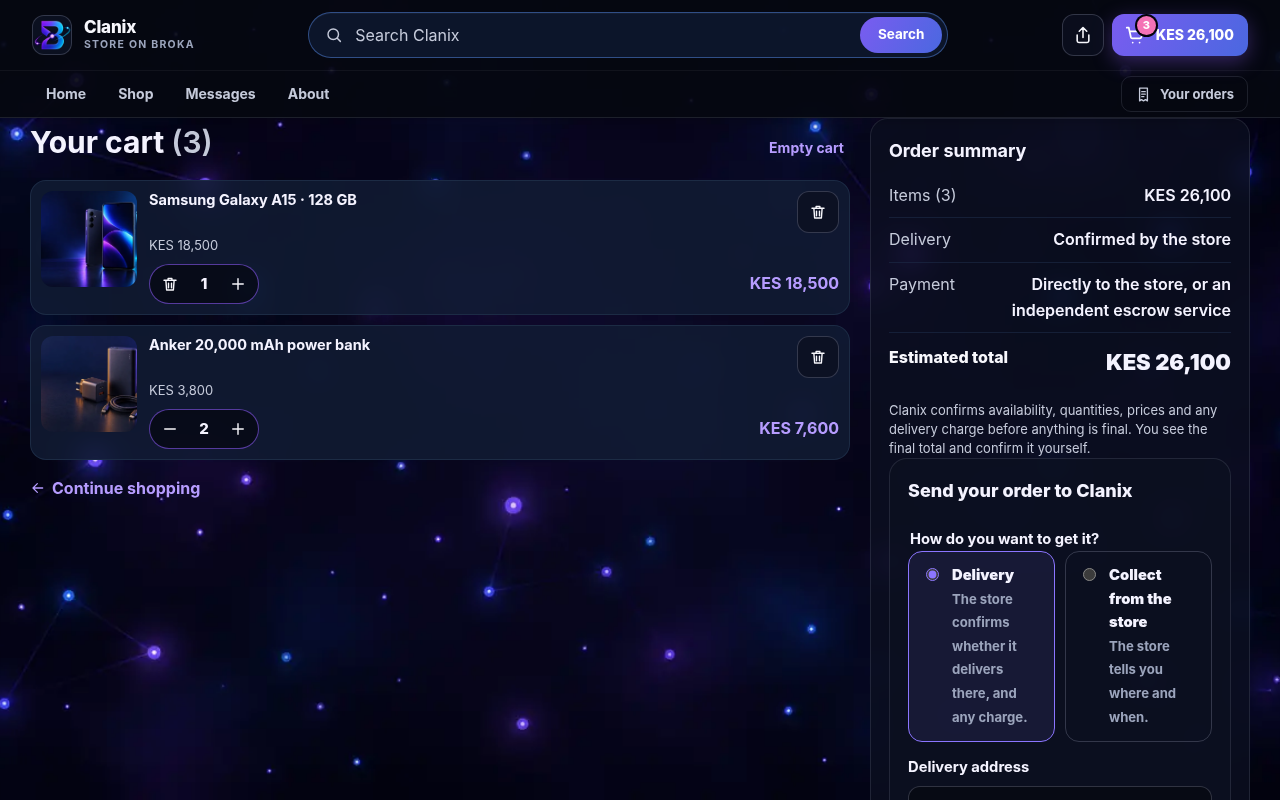 Clanix
STORE ON BROKA
Search Clanix
Search
3
KES 26,100
Home
Shop
Messages
About
Your orders
Your cart (3)
Empty cart
Samsung Galaxy A15 · 128 GB
KES 18,500
1
KES 18,500
Anker 20,000 mAh power bank
KES 3,800
2
KES 7,600
Continue shopping
Order summary
Items (3)
KES 26,100
Delivery
Confirmed by the store
Payment
Directly to the store, or an
independent escrow service
Estimated total
KES 26,100
Clanix confirms availability, quantities, prices and any
delivery charge before anything is final. You see the
final total and confirm it yourself.
Send your order to Clanix
How do you want to get it?
Delivery
The store
confirms
whether it
delivers
there, and
any charge.
Collect
from the
store
The store
tells you
where and
when.
Delivery address